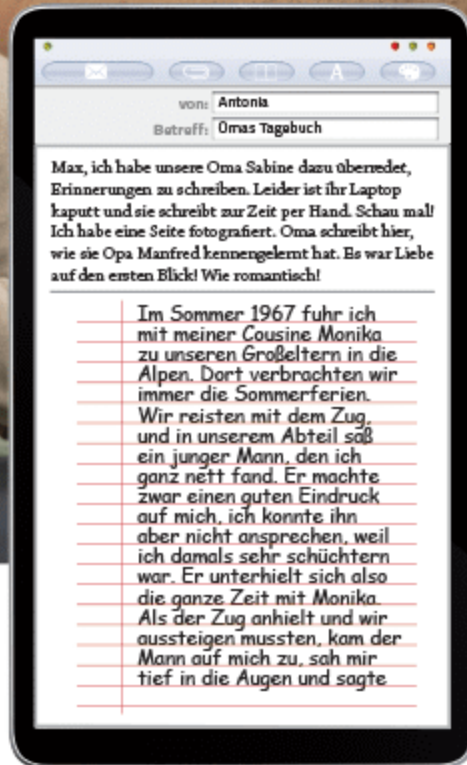 A
von: Antonia
Betreff: Omas Tagebuch
Max, ich habe unsere Oma Sabine dazu überredet,
Erinnerungen zu schreiben. Leider ist ihr Laptop
kaputt und sie schreibt zur Zeit per Hand. Schau mal!
Ich habe eine Seite fotografiert. Oma schreibt hier,
wie sie Opa Manfred kennengelernt hat. Es war Liebe
auf den ersten Blick! Wie romantisch!
Im Sommer 1967 fuhr ich
mit meiner Cousine Monika
zu unseren Großeltern in die
Alpen. Dort verbrachten wir
immer die Sommerferien.
Wir reisten mit dem Zug,
und in unserem Abteil saß
ein junger Mann, den ich
ganz nett fand. Er machte
zwar einen guten Eindruck
auf mich, ich konnte ihn
aber nicht ansprechen, weil
ich damals sehr schüchtern
war. Er unterhielt sich also
die ganze Zeit mit Monika.
Als der Zug anhielt und wir
aussteigen mussten, kam der
Mann auf mich zu, sah mir
tief in die Augen und sagte